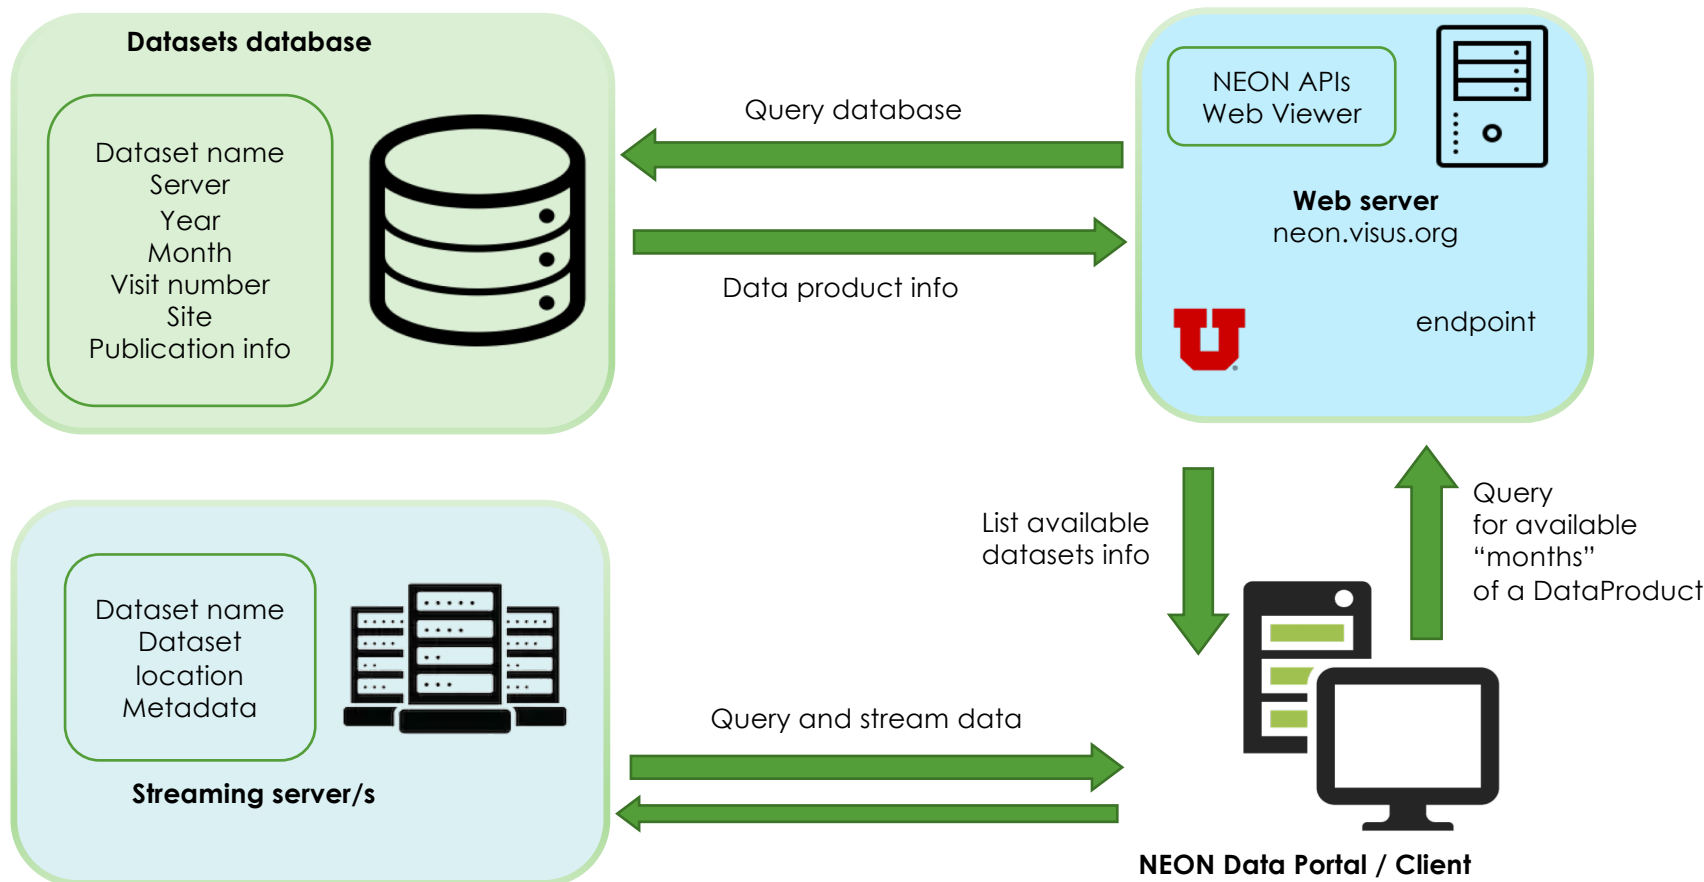 Datasets database
Dataset name
Server
Year
Month
Visit number
Site
Publication info
Query database
Data product info
NEON APIs
Web Viewer
Web server
neon.visus.org
U
endpoint
List available
datasets info
Query
for available
“months”
of a DataProduct
Dataset name
Dataset
location
Metadata
Streaming server/s
Query and stream data
NEON Data Portal / Client